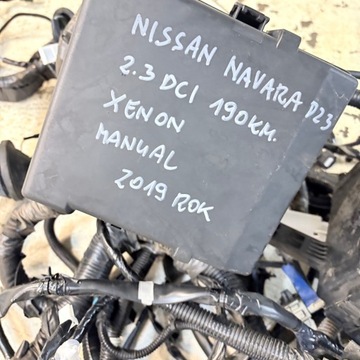 NISSAN NAVARA D23
2.3 DCI 190KM.
XENON
MANUAL
2019 ROK